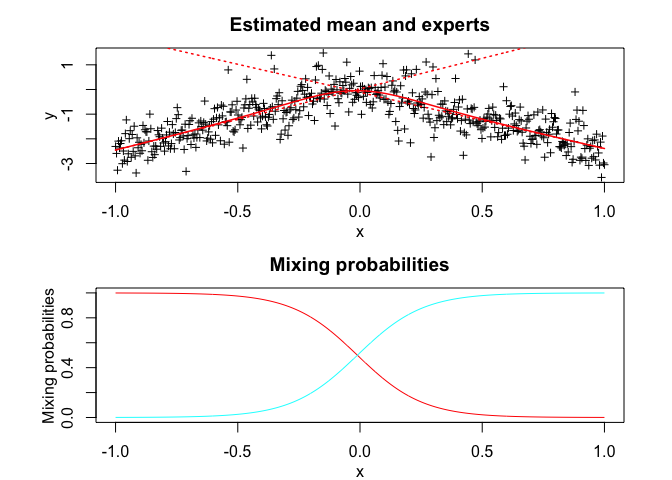 Estimated mean and experts
y
1
-1
-3
-1.0 -0.5 0.0 0.5 1.0
x
Mixing probabilities
Mixing probabilities
0.8
0.4
0.0
-1.0 -0.5 0.0 0.5 1.0
x